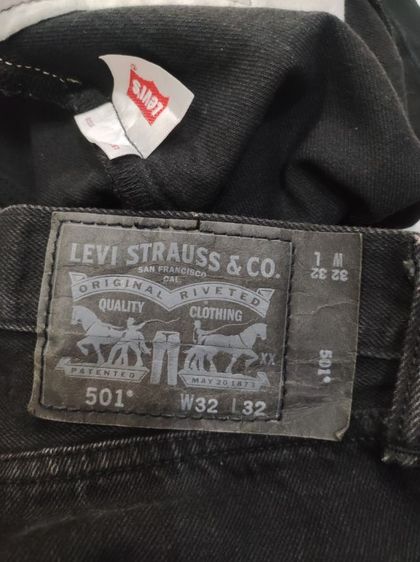 Levi's
LEVI STRAUSS & CO.
SAN FRANCISCO
CAL.
ORIGINAL RIVETED
QUALITY CLOTHING
XX
PATENTED MAY 20 1873
501*
W32 L32
W L
32 32
501*